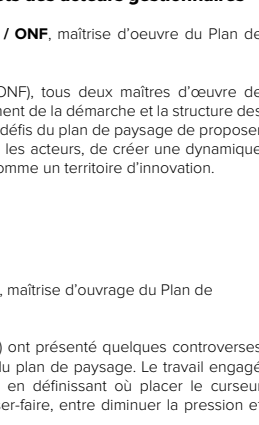 / ONF, maîtrise d'oeuvre du Plan de
ONF), tous deux maîtres d'œuvre de
ment de la démarche et la structure des
défis du plan de paysage de proposer
les acteurs, de créer une dynamique
omme un territoire d'innovation.
, maîtrise d'ouvrage du Plan de
) ont présenté quelques controverses
du plan de paysage. Le travail engagé
en définissant où placer le curseur
ser-faire, entre diminuer la pression et